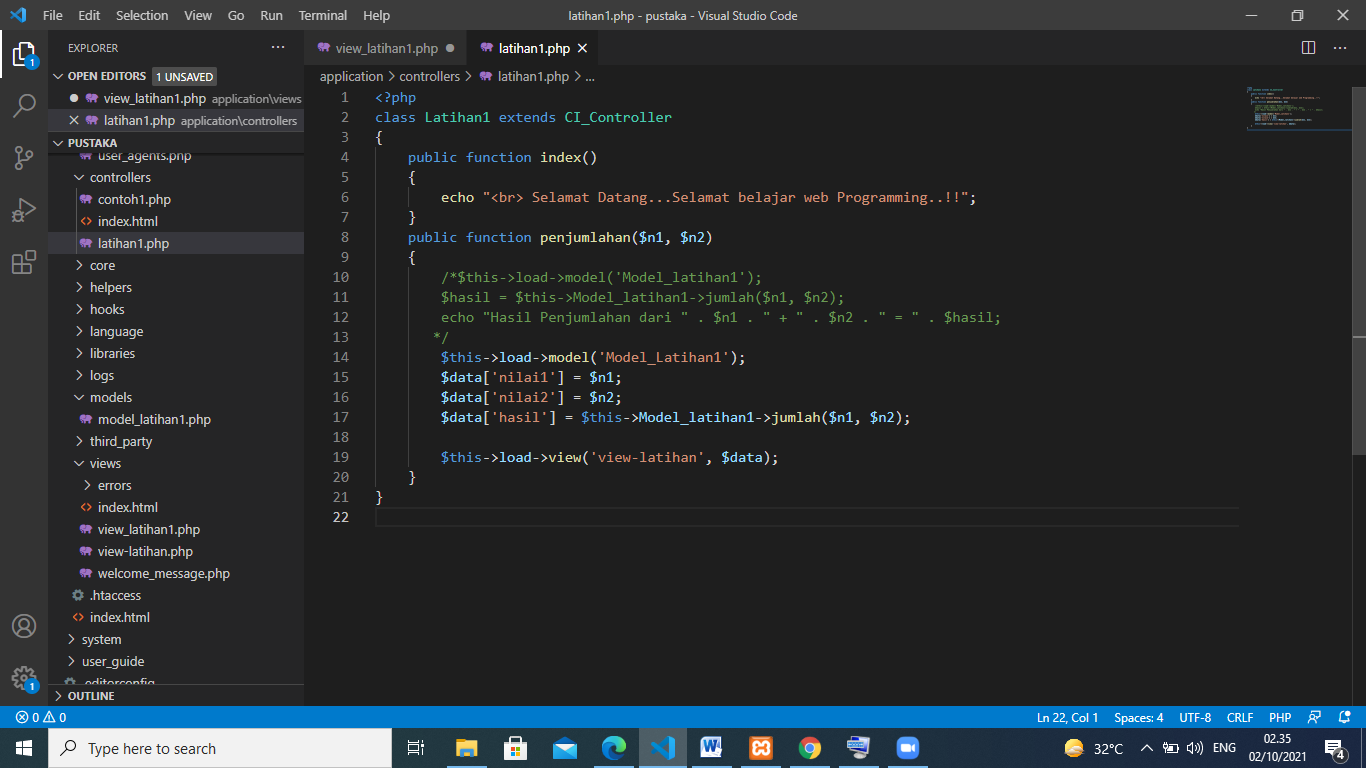 File Edit Selection View Go Run Terminal Help latihan1.php - pustaka - Visual Studio Code
EXPLORER
OPEN EDITORS 1 UNSAVED
view_latihan1.php application\views
latihan1.php application\controllers
PUSTAKA
user_agents.php
controllers
contoh1.php
index.html
latihan1.php
core
helpers
hooks
language
libraries
logs
models
model_latihan1.php
third_party
views
errors
index.html
view_latihan1.php
view-latihan.php
welcome_message.php
.htaccess
index.html
system
user_guide
.editorconfig
OUTLINE
1
1
view_latihan1.php latihan1.php
application > controllers > latihan1.php > ...
1 <?php
2 class Latihan1 extends CI_Controller
3 {
4 public function index()
5 {
6 echo "<br> Selamat Datang...Selamat belajar web Programming..!!";
7 }
8 public function penjumlahan($n1, $n2)
9 {
10 /*$this->load->model('Model_latihan1');
11 $hasil = $this->Model_latihan1->jumlah($n1, $n2);
12 echo "Hasil Penjumlahan dari " . $n1 . " + " . $n2 . " = " . $hasil;
13 */
14 $this->load->model('Model_Latihan1');
15 $data['nilai1'] = $n1;
16 $data['nilai2'] = $n2;
17 $data['hasil'] = $this->Model_latihan1->jumlah($n1, $n2);
18
19 $this->load->view('view-latihan', $data);
20 }
21 }
22
0 0 Ln 22, Col 1 Spaces: 4 UTF-8 CRLF PHP
Type here to search 32°C ENG 02.35
02/10/2021 4